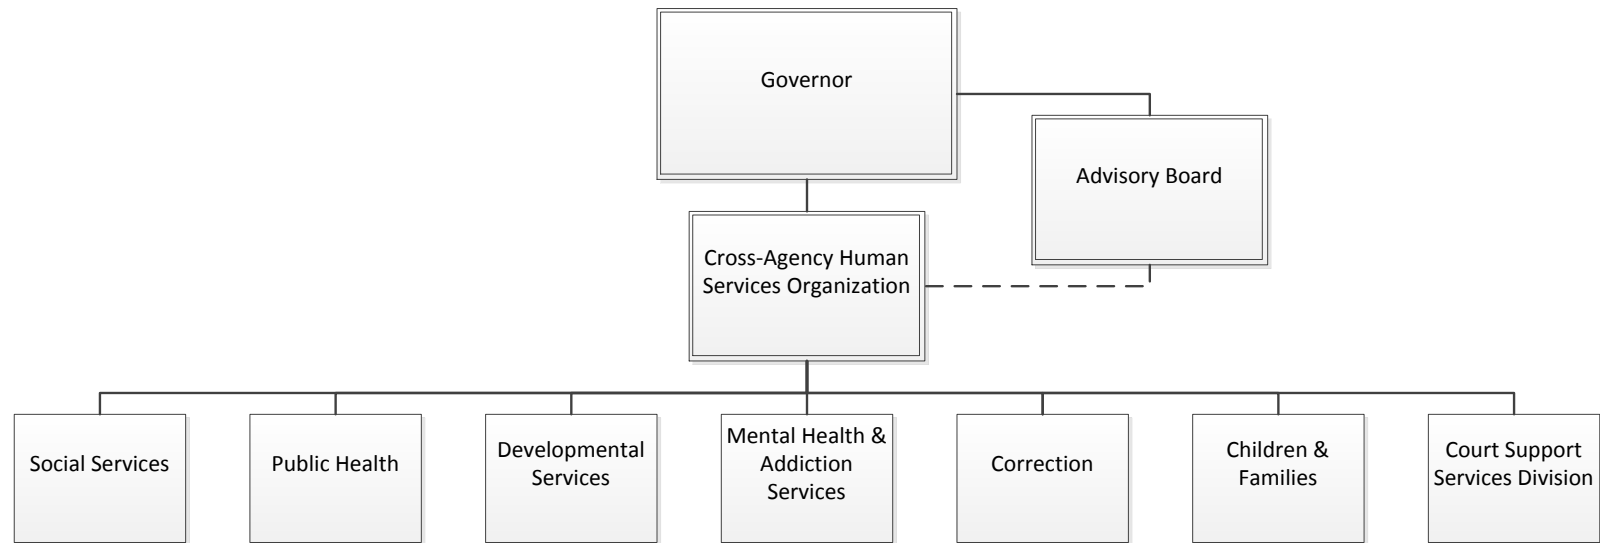 Governor
Advisory Board
Cross-Agency Human
Services Organization
Social Services
Public Health
Developmental
Services
Mental Health &
Addiction
Services
Correction
Children &
Families
Court Support
Services Division